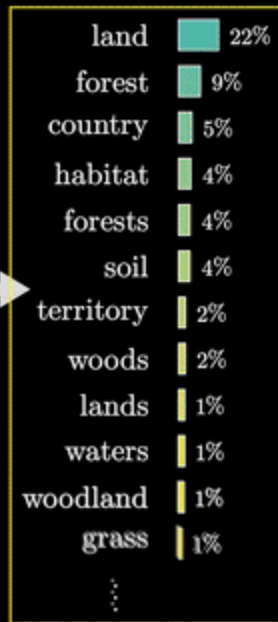 land 22%
forest 9%
country 5%
habitat 4%
forests 4%
soil 4%
territory 2%
woods 2%
lands 1%
waters 1%
woodland 1%
grass 1%
⋮